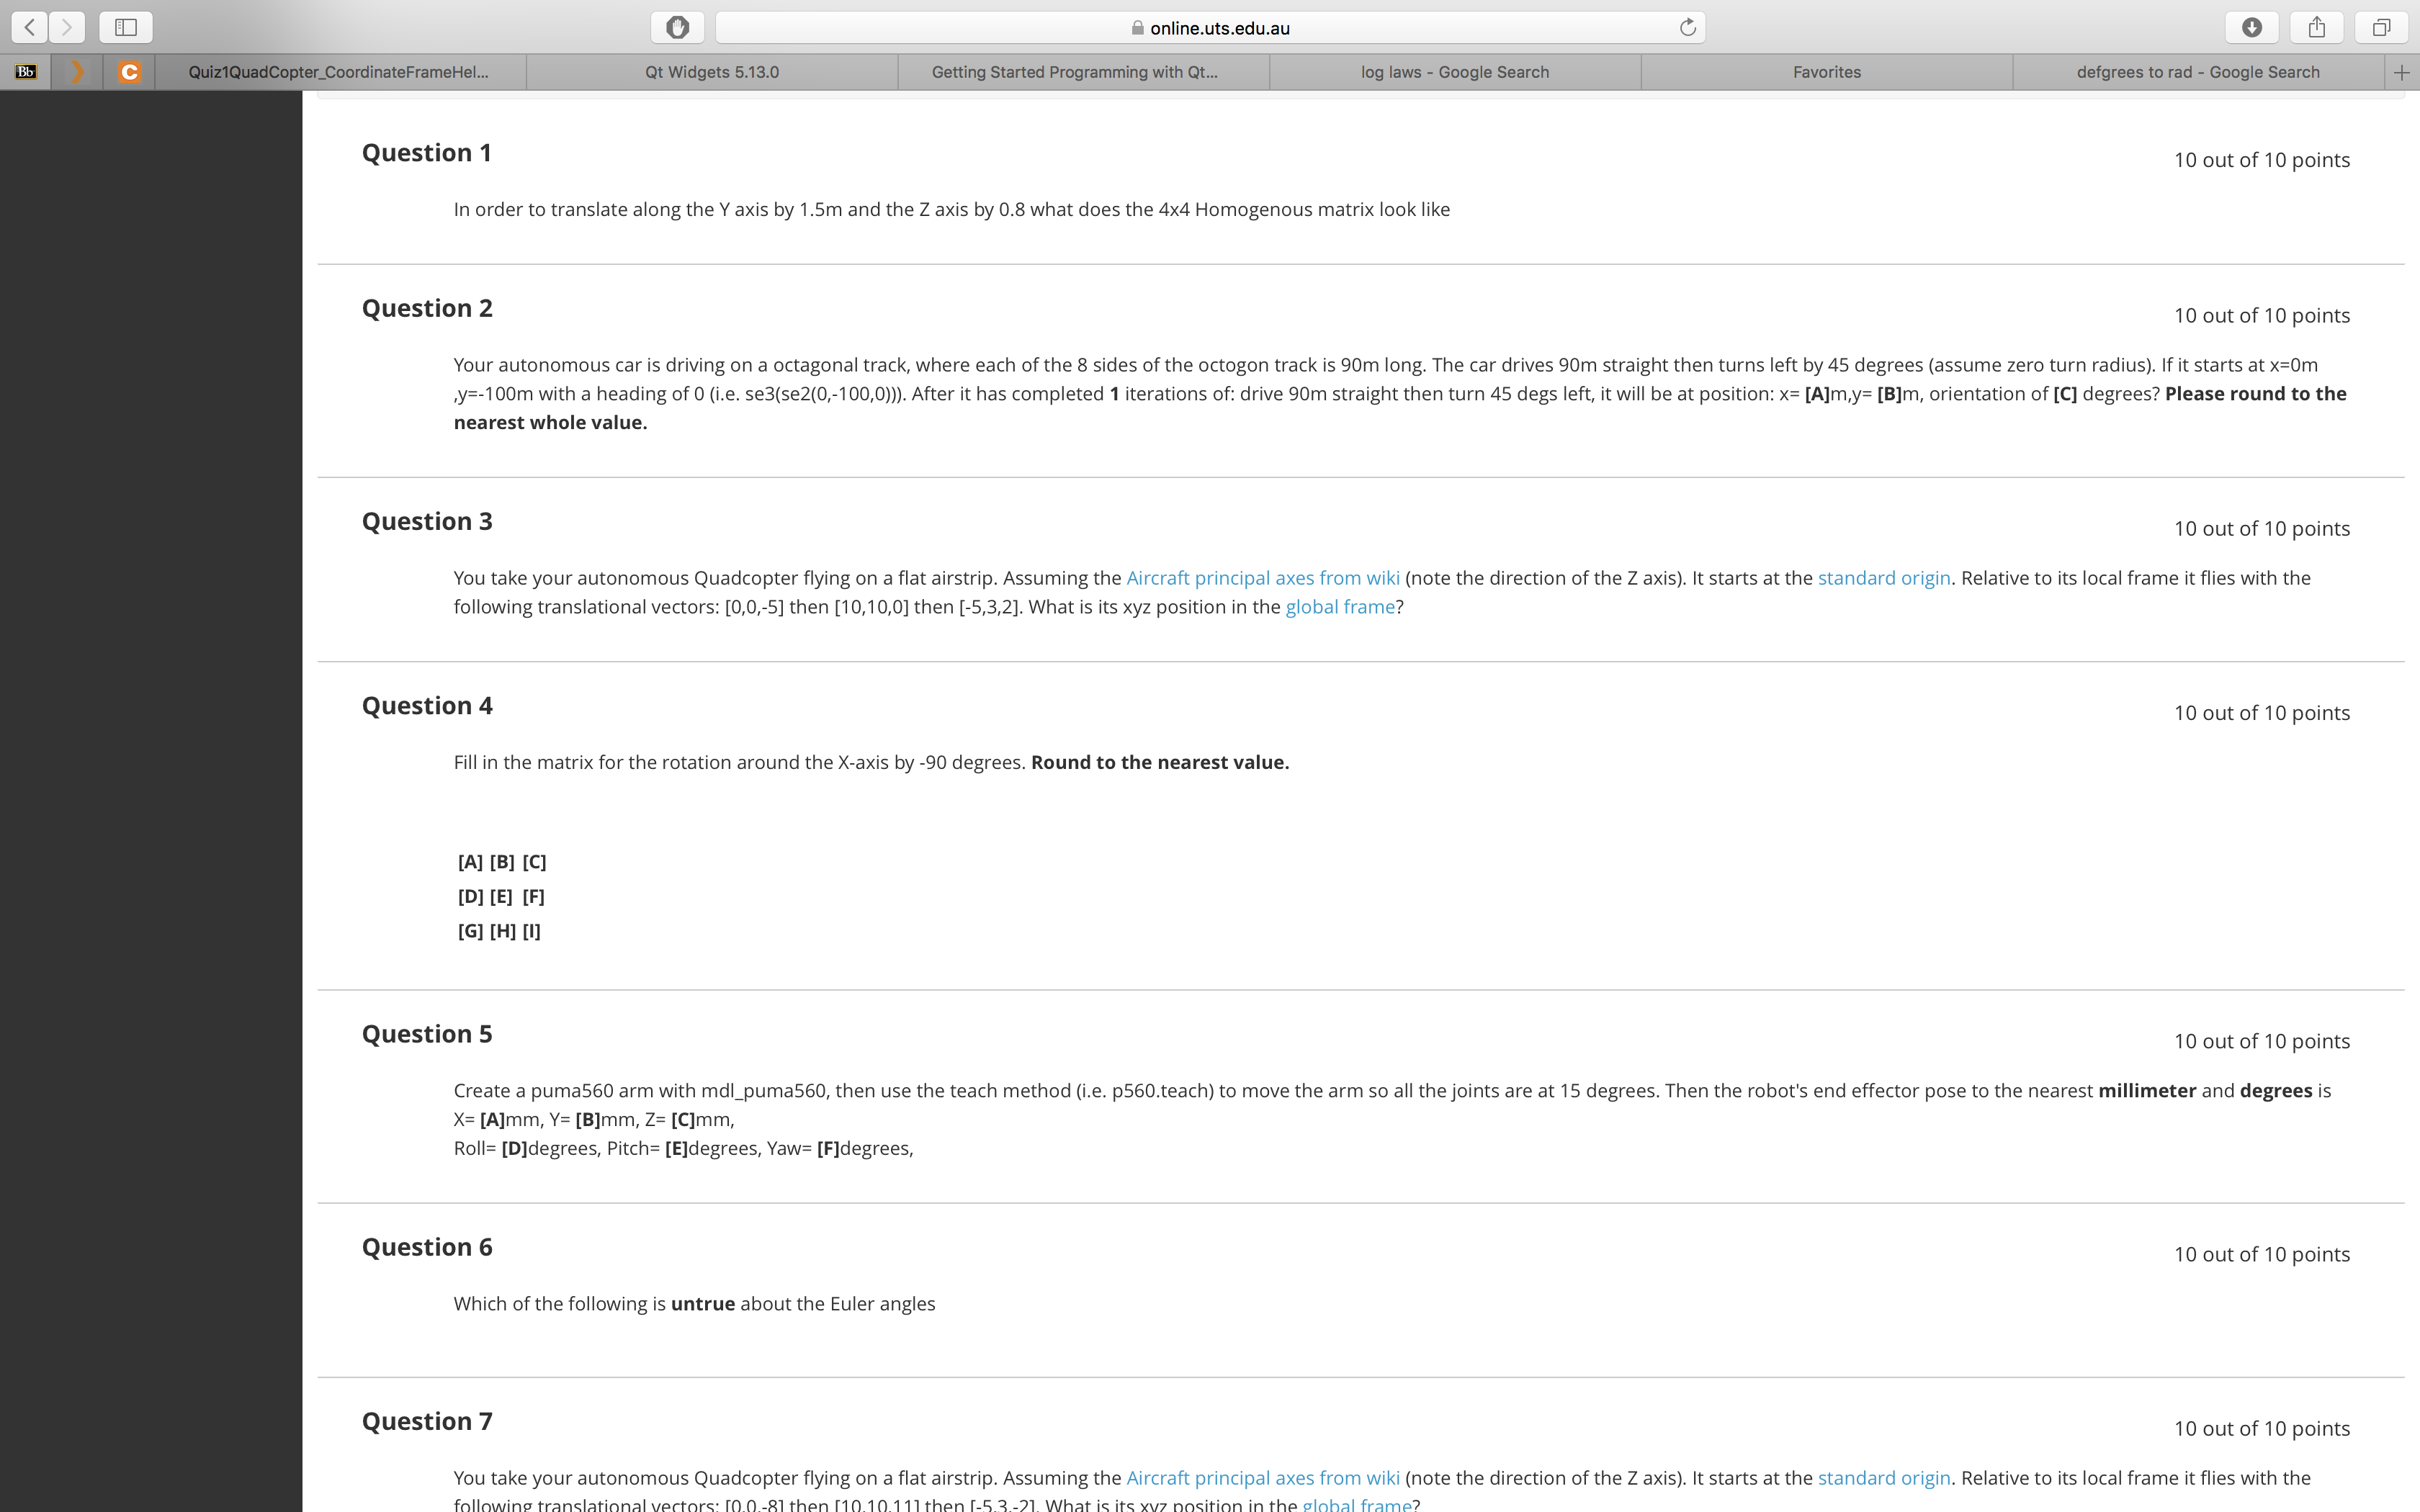 online.uts.edu.au
Bb
C
Quiz1QuadCopter_CoordinateFrameHel...
Qt Widgets 5.13.0
Getting Started Programming with Qt...
log laws - Google Search
Favorites
defgrees to rad - Google Search
Question 1
10 out of 10 points
In order to translate along the Y axis by 1.5m and the Z axis by 0.8 what does the 4x4 Homogenous matrix look like
Question 2
10 out of 10 points
Your autonomous car is driving on a octagonal track, where each of the 8 sides of the octogon track is 90m long. The car drives 90m straight then turns left by 45 degrees (assume zero turn radius). If it starts at x=0m
,y=-100m with a heading of 0 (i.e. se3(se2(0,-100,0))). After it has completed 1 iterations of: drive 90m straight then turn 45 degs left, it will be at position: x= [A]m,y= [B]m, orientation of [C] degrees? Please round to the
nearest whole value.
Question 3
10 out of 10 points
You take your autonomous Quadcopter flying on a flat airstrip. Assuming the Aircraft principal axes from wiki (note the direction of the Z axis). It starts at the standard origin. Relative to its local frame it flies with the
following translational vectors: [0,0,-5] then [10,10,0] then [-5,3,2]. What is its xyz position in the global frame?
Question 4
10 out of 10 points
Fill in the matrix for the rotation around the X-axis by -90 degrees. Round to the nearest value.
[A] [B] [C]
[D] [E] [F]
[G] [H] [I]
Question 5
10 out of 10 points
Create a puma560 arm with mdl_puma560, then use the teach method (i.e. p560.teach) to move the arm so all the joints are at 15 degrees. Then the robot's end effector pose to the nearest millimeter and degrees is
X= [A]mm, Y= [B]mm, Z= [C]mm,
Roll= [D]degrees, Pitch= [E]degrees, Yaw= [F]degrees,
Question 6
10 out of 10 points
Which of the following is untrue about the Euler angles
Question 7
10 out of 10 points
You take your autonomous Quadcopter flying on a flat airstrip. Assuming the Aircraft principal axes from wiki (note the direction of the Z axis). It starts at the standard origin. Relative to its local frame it flies with the
following translational vectors: [0,0,-8] then [10,10,11] then [-5,3,-2]. What is its xyz position in the global frame?